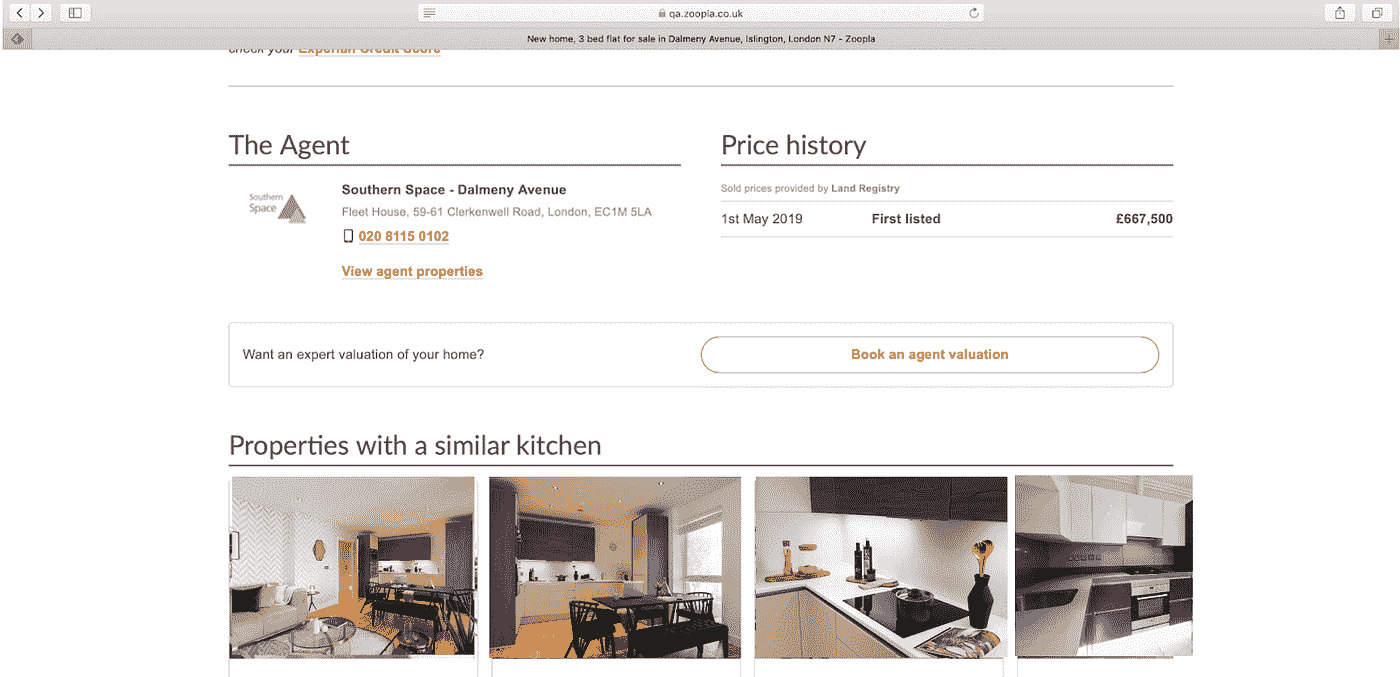 qa.zoopla.co.uk
New home, 3 bed flat for sale in Dalmeny Avenue, Islington, London N7 - Zoopla
check your Experian Credit Score
The Agent
Southern Space
Southern Space - Dalmeny Avenue
Fleet House, 59-61 Clerkenwell Road, London, EC1M 5LA
020 8115 0102
View agent properties
Price history
Sold prices provided by Land Registry
1st May 2019 First listed £667,500
Want an expert valuation of your home?
Book an agent valuation
Properties with a similar kitchen